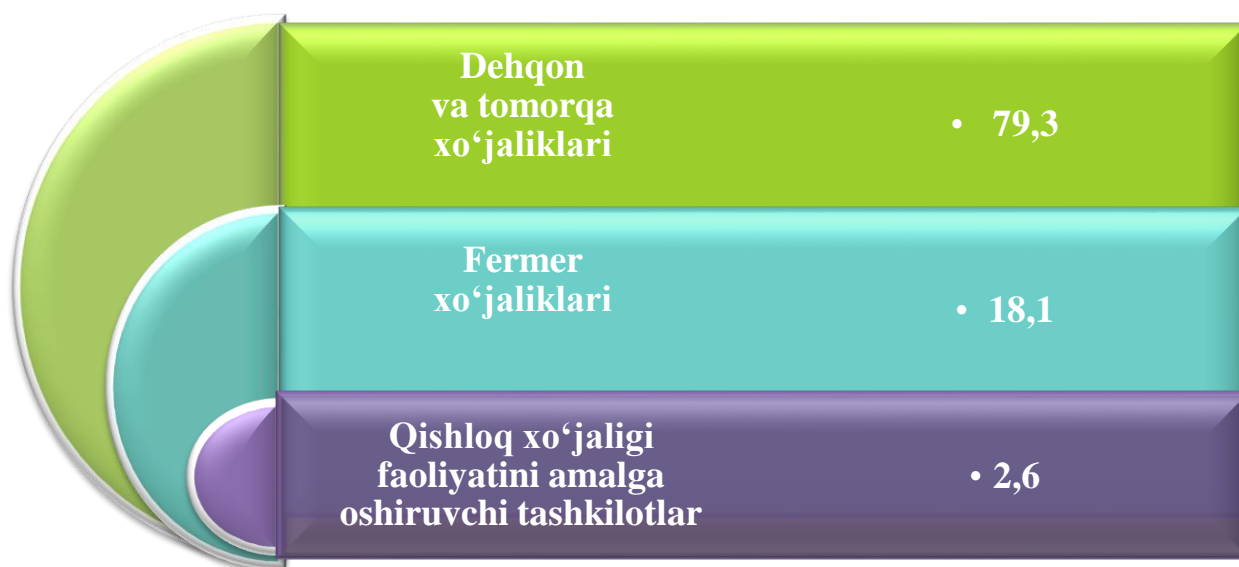 Dehqon
va tomorqa
xo‘jaliklari
• 79,3
Fermer
xo‘jaliklari
• 18,1
Qishloq xo‘jaligi
faoliyatini amalga
oshiruvchi tashkilotlar
• 2,6